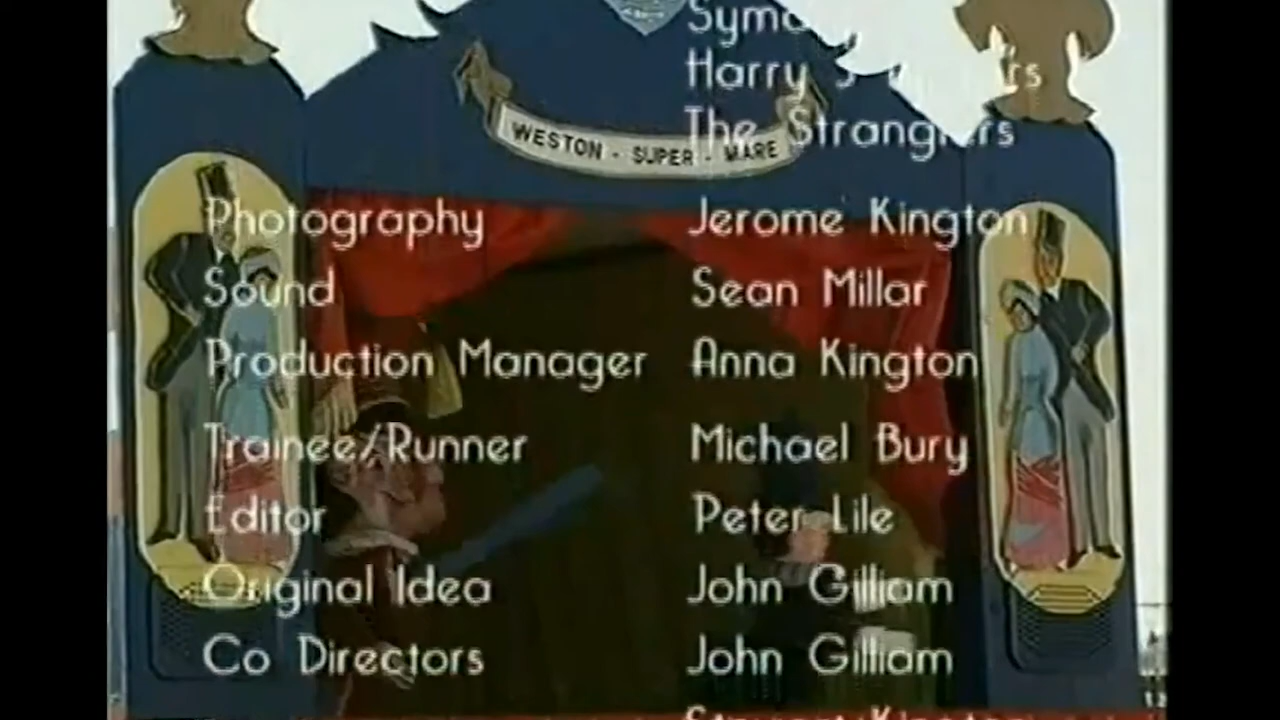 Harry S
The Stranglers
WESTON - SUPER - MARE
Photography Jerome Kington
Sound Sean Millar
Production Manager Anna Kington
Trainee/Runner Michael Bury
Editor Peter Lile
Original Idea John Gilliam
Co Directors John Gilliam
Kington